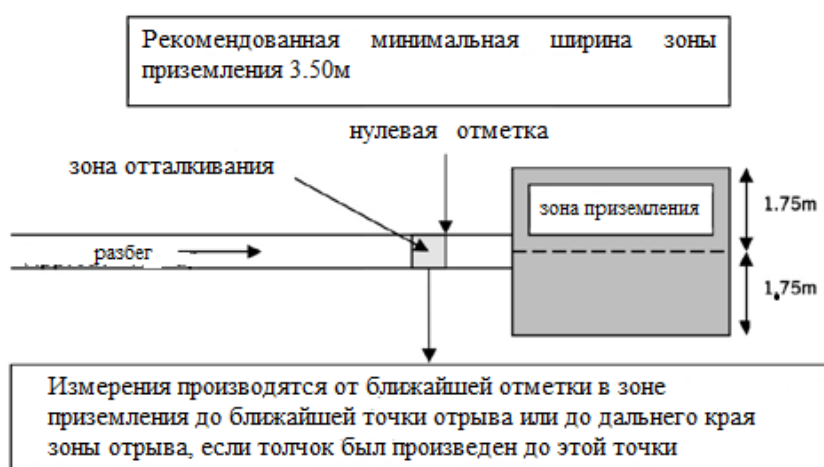 Рекомендованная минимальная ширина зоны
приземления 3.50м
нулевая отметка
зона отталкивания
зона приземления
1.75m
разбег
1,75m
Измерения производятся от ближайшей отметки в зоне
приземления до ближайшей точки отрыва или до дальнего края
зоны отрыва, если толчок был произведен до этой точки